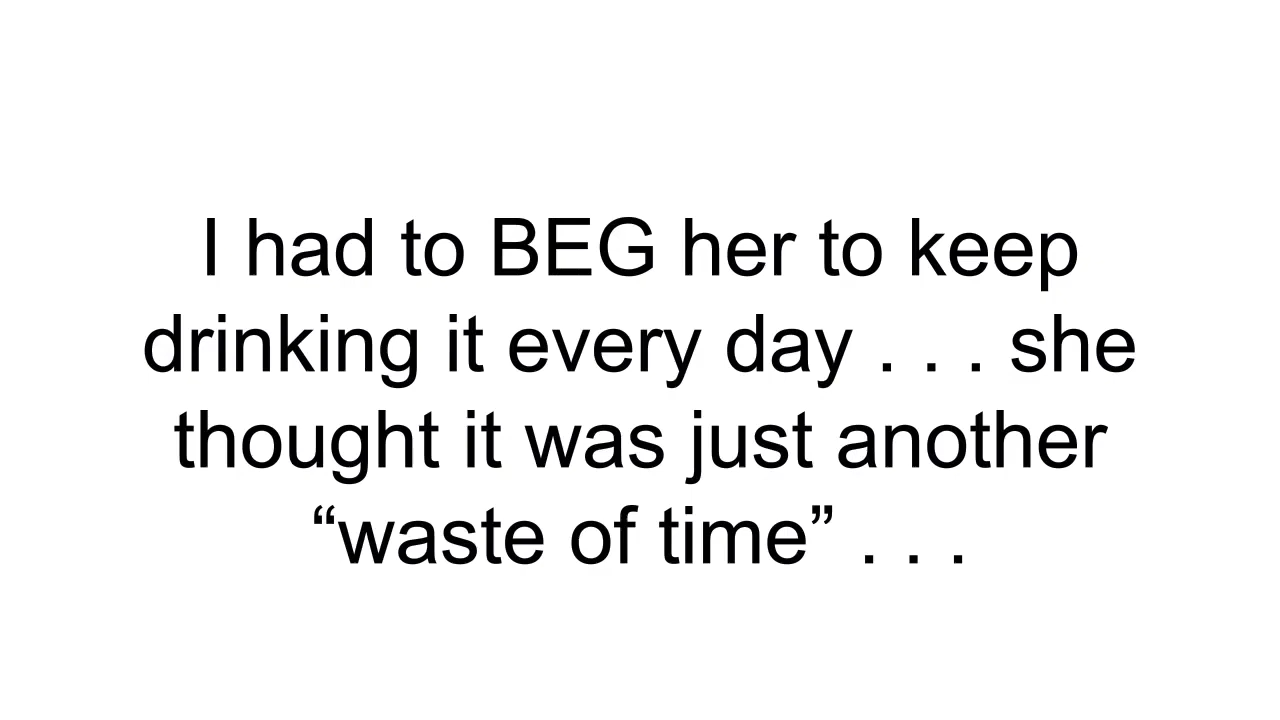 I had to BEG her to keep
drinking it every day . . . she
thought it was just another
“waste of time” . . .